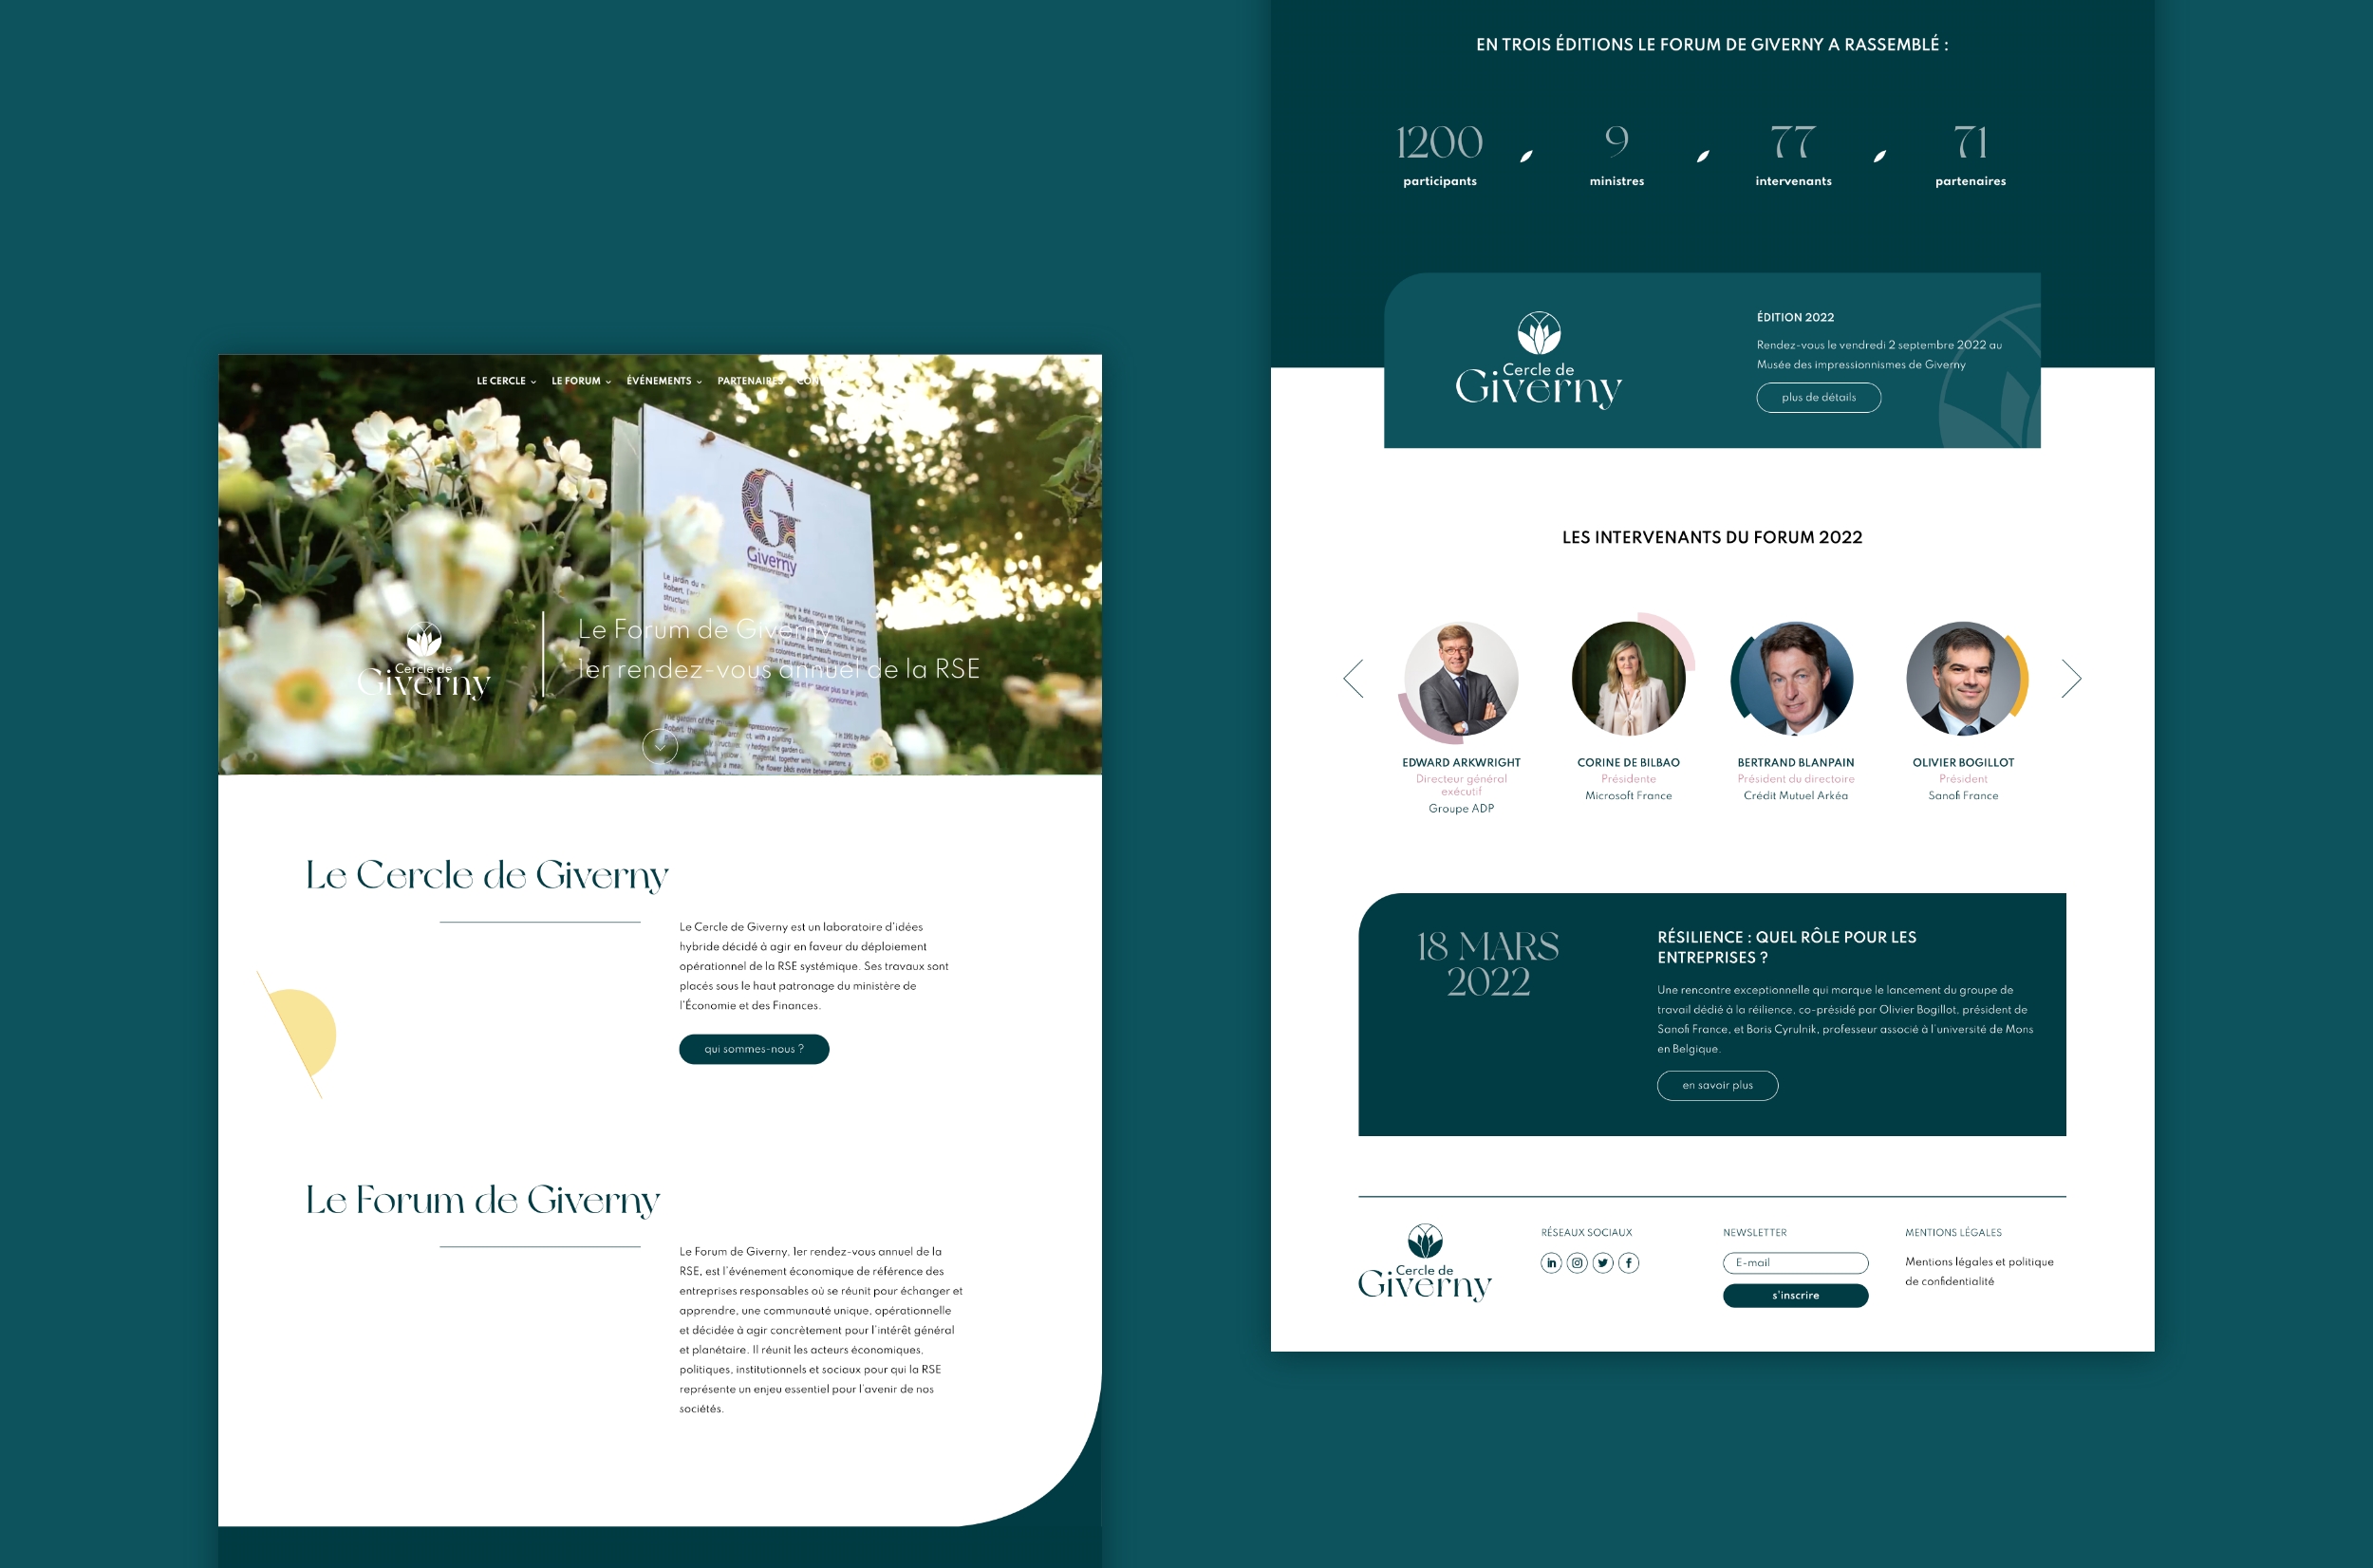 LE CERCLE
LE FORUM
ÉVÉNEMENTS
PARTENAIRES
G
musée
Giverny
impressionnismes
Cercle de
Giverny
Le Forum de Giverny,
1er rendez-vous annuel de la RSE
Le Cercle de Giverny
Le Cercle de Giverny est un laboratoire d'idées
hybride décidé à agir en faveur du déploiement
opérationnel de la RSE systémique. Ses travaux sont
placés sous le haut patronage du ministère de
l'Économie et des Finances.
qui sommes-nous ?
Le Forum de Giverny
Le Forum de Giverny, 1er rendez-vous annuel de la
RSE, est l'événement économique de référence des
entreprises responsables où se réunit pour échanger et
apprendre, une communauté unique, opérationnelle
et décidée à agir concrètement pour l'intérêt général
et planétaire. Il réunit les acteurs économiques,
politiques, institutionnels et sociaux pour qui la RSE
représente un enjeu essentiel pour l'avenir de nos
sociétés.
EN TROIS ÉDITIONS LE FORUM DE GIVERNY A RASSEMBLÉ :
1200
participants
9
ministres
77
intervenants
71
partenaires
Cercle de
Giverny
ÉDITION 2022
Rendez-vous le vendredi 2 septembre 2022 au
Musée des impressionnismes de Giverny
plus de détails
LES INTERVENANTS DU FORUM 2022
EDWARD ARKWRIGHT
Directeur général
exécutif
Groupe ADP
CORINE DE BILBAO
Présidente
Microsoft France
BERTRAND BLANPAIN
Président du directoire
Crédit Mutuel Arkéa
OLIVIER BOGILLOT
Président
Sanofi France
18 MARS
2022
RÉSILIENCE : QUEL RÔLE POUR LES
ENTREPRISES ?
Une rencontre exceptionnelle qui marque le lancement du groupe de
travail dédié à la réilience, co-présidé par Olivier Bogillot, président de
Sanofi France, et Boris Cyrulnik, professeur associé à l'université de Mons
en Belgique.
en savoir plus
Cercle de
Giverny
RÉSEAUX SOCIAUX
NEWSLETTER
E-mail
s'inscrire
MENTIONS LÉGALES
Mentions légales et politique
de confidentialité